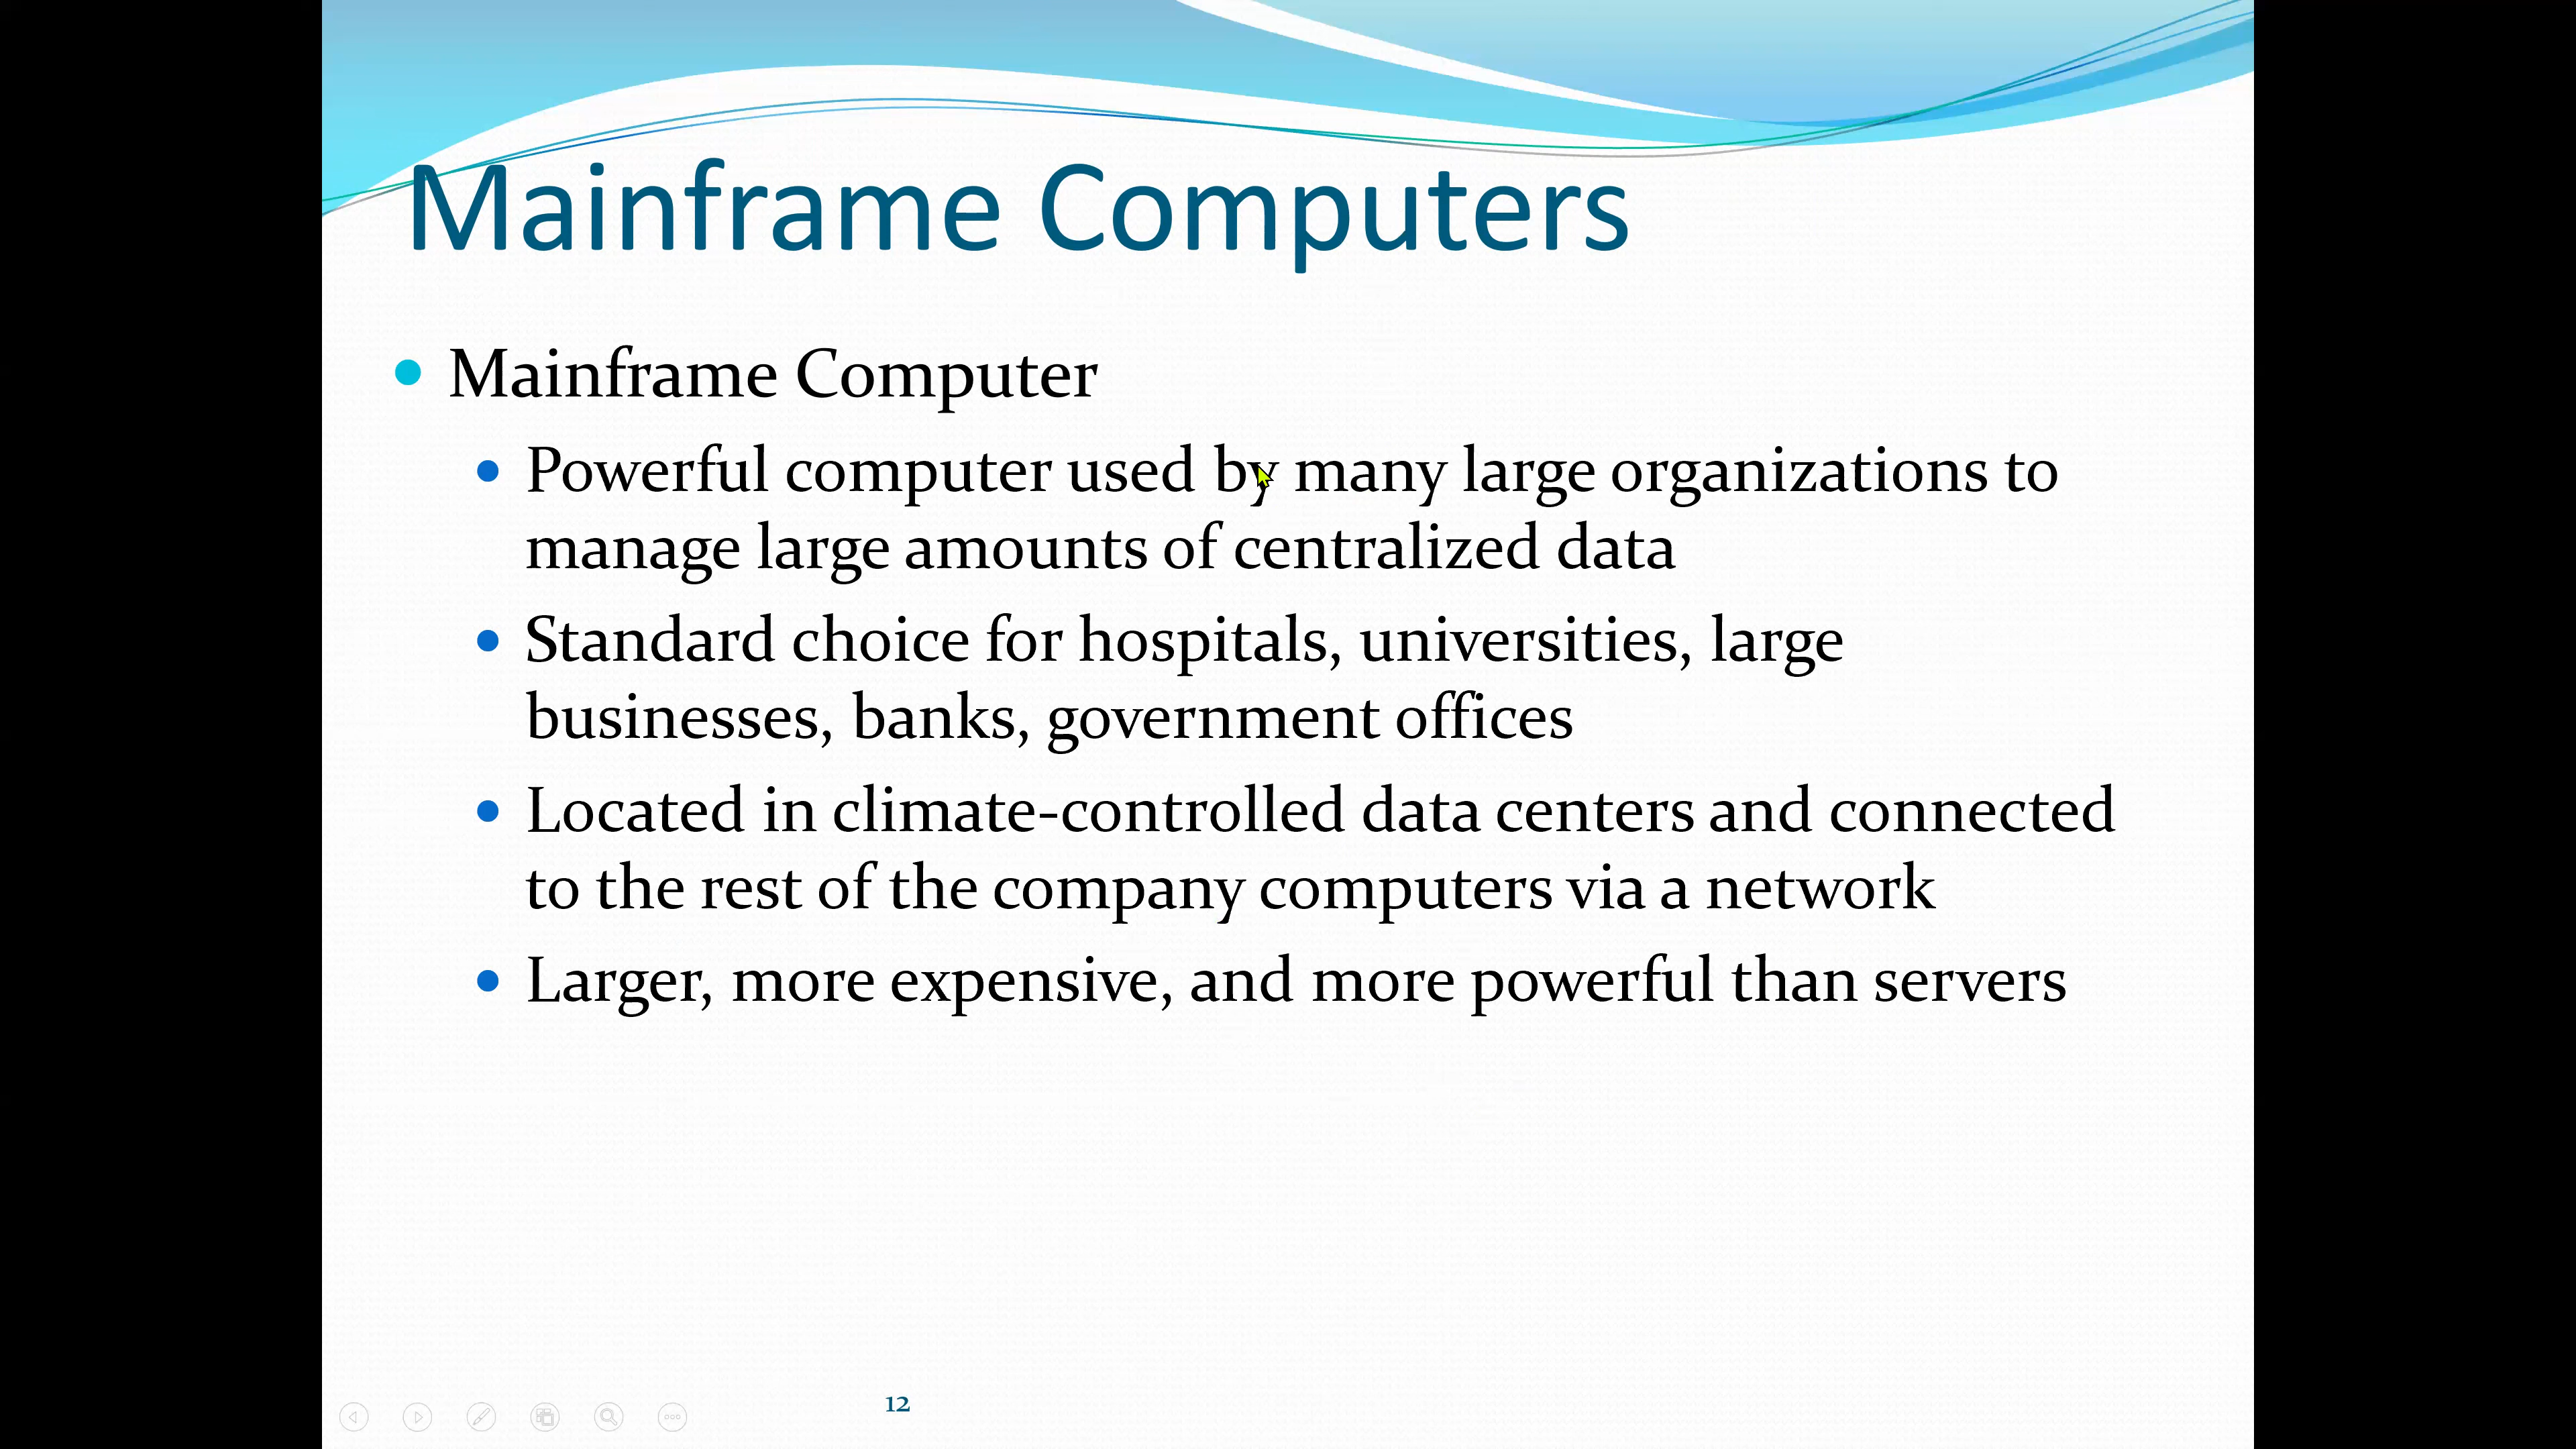 Mainframe Computers
• Mainframe Computer
• Powerful computer used by many large organizations to
manage large amounts of centralized data
• Standard choice for hospitals, universities, large
businesses, banks, government offices
• Located in climate-controlled data centers and connected
to the rest of the company computers via a network
• Larger, more expensive, and more powerful than servers
12